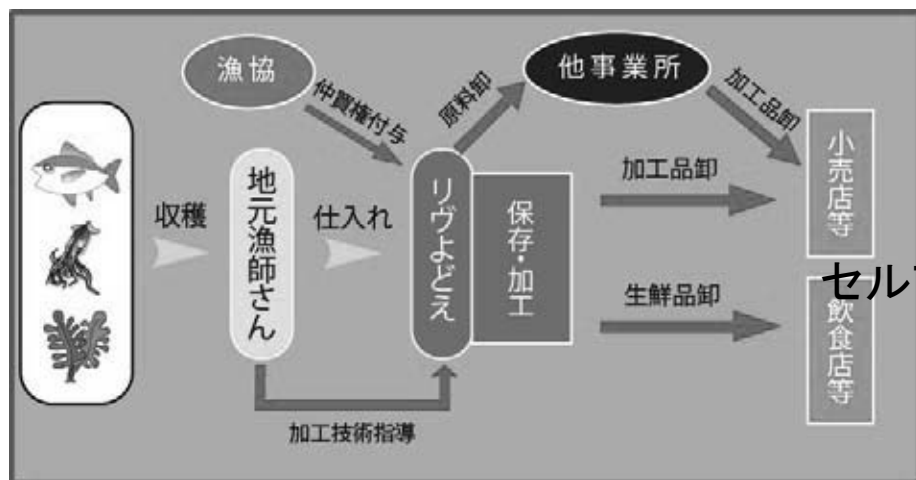 漁協
他事業所
仲買権付与
原料卸
加工品卸
収穫
地元漁師さん
仕入れ
リヴよどえ
保存・加工
加工品卸
小売店等
生鮮品卸
セル
飲食店等
加工技術指導